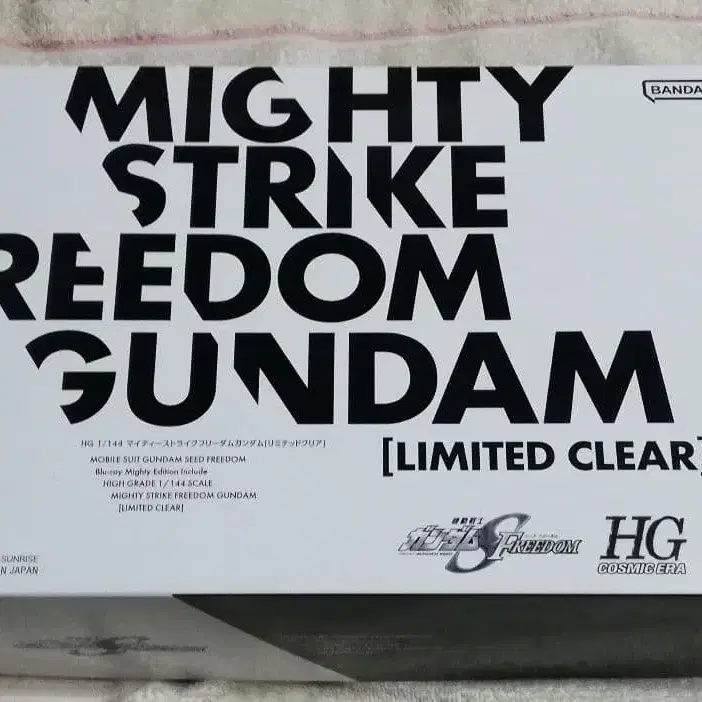 MIGHTY
BANDA
STRIKE
REEDOM
GUNDAM
HG 1/144 マイティーストライクフリーダムガンダム[リミテッドクリア]
[LIMITED CLEAR]
MOBILE SUIT GUNDAM SEED FREEDOM
Blu-ray Mighty Edition Include
HIGH GRADE 1/144 SCALE
MIGHTY STRIKE FREEDOM GUNDAM
[LIMITED CLEAR]
機動戦士
ガンダムSEED FREEDOM
HG
COSMIC ERA
SUNRISE
N JAPAN